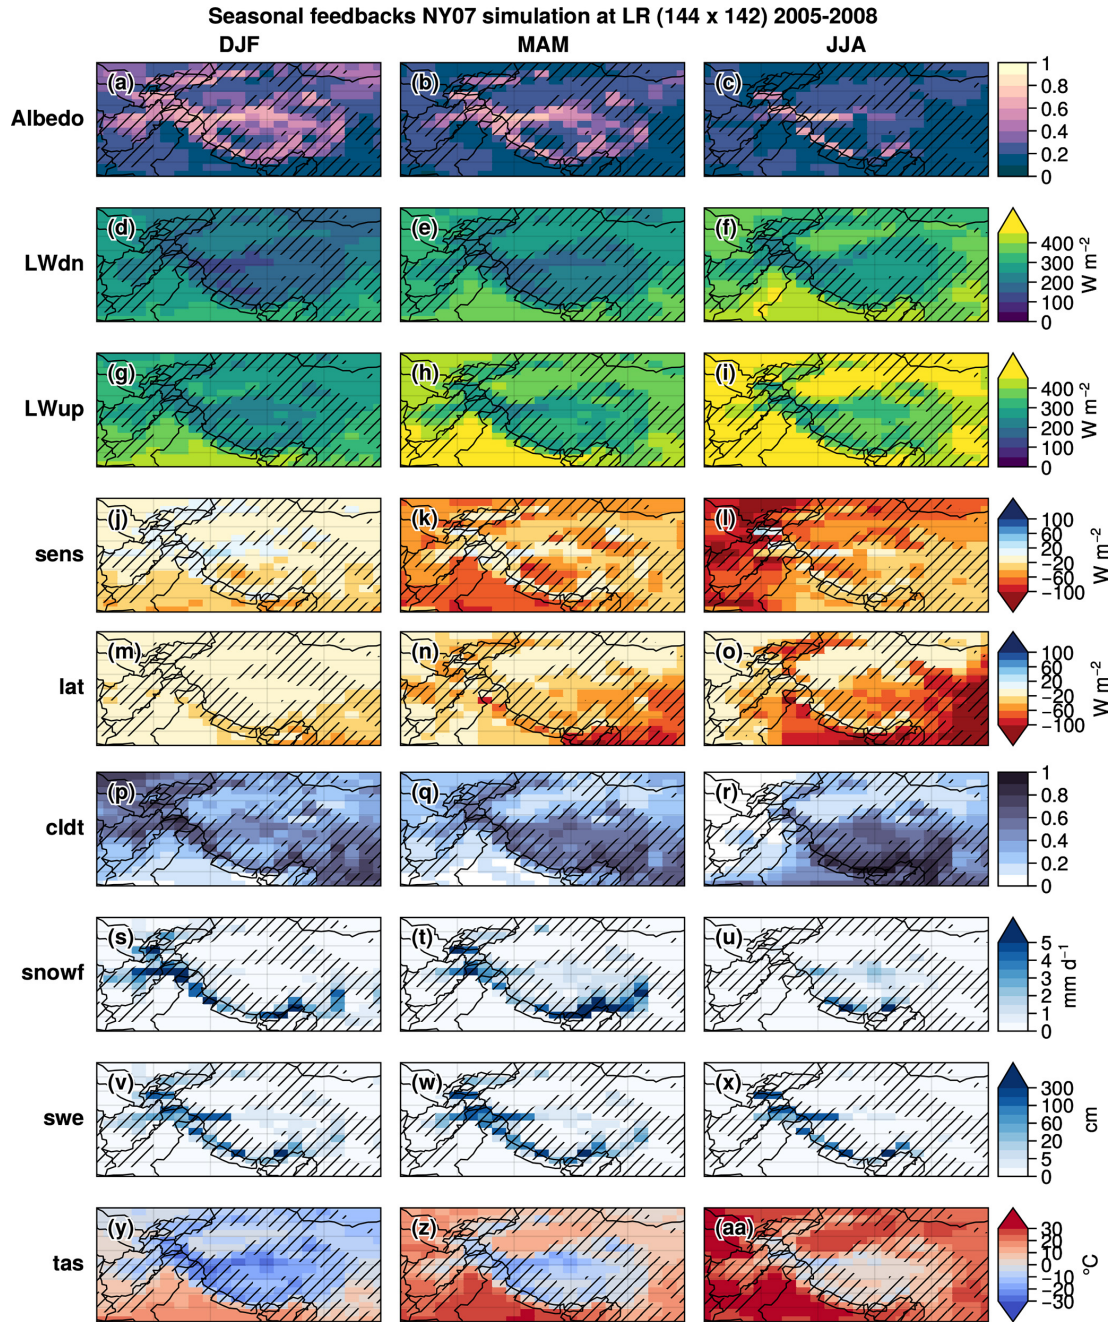 Seasonal feedbacks NY07 simulation at LR (144 x 142) 2005-2008
DJF MAM JJA
Albedo (a) (b) (c) 1 0.8 0.6 0.4 0.2 0
LWdn (d) (e) (f) 400 300 200 100 0 W m⁻²
LWup (g) (h) (i) 400 300 200 100 0 W m⁻²
sens (j) (k) (l) 100 60 20 −20 −60 −100 W m⁻²
lat (m) (n) (o) 100 60 20 −20 −60 −100 W m⁻²
cldt (p) (q) (r) 1 0.8 0.6 0.4 0.2 0
snowf (s) (t) (u) 5 4 3 2 1 0 mm d⁻¹
swe (v) (w) (x) 300 100 60 20 5 0 cm
tas (y) (z) (aa) 30 20 10 0 −10 −20 −30 °C